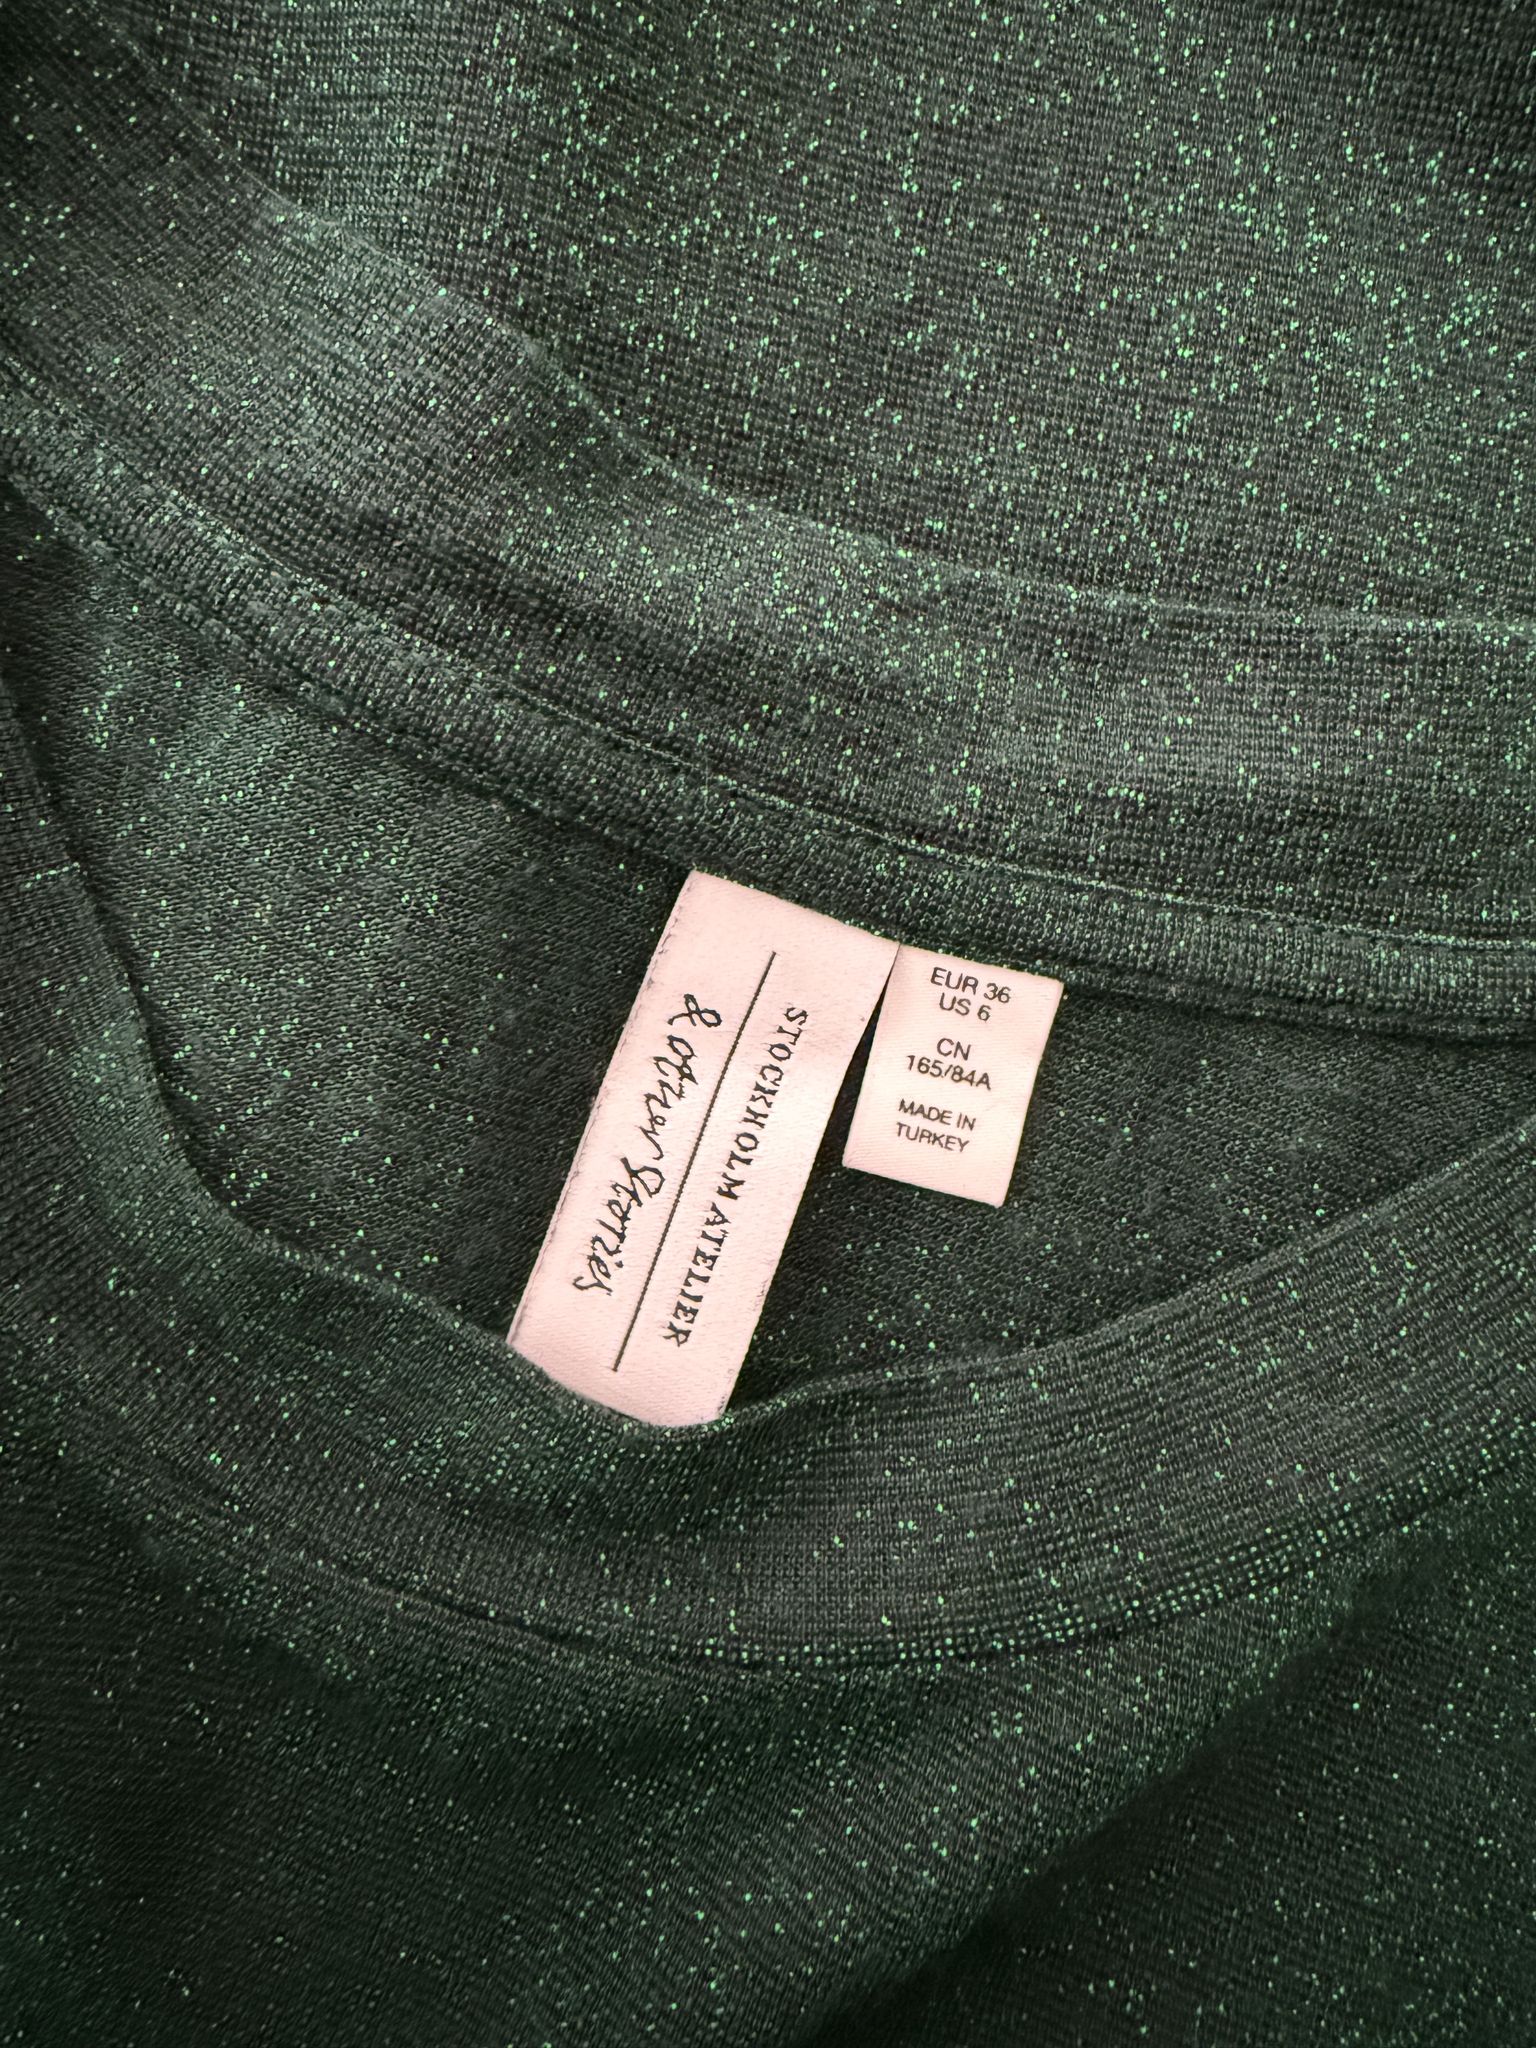 & other Stories
STOCKHOLM ATELIER
EUR 36
US 6
CN
165/84A
MADE IN
TURKEY